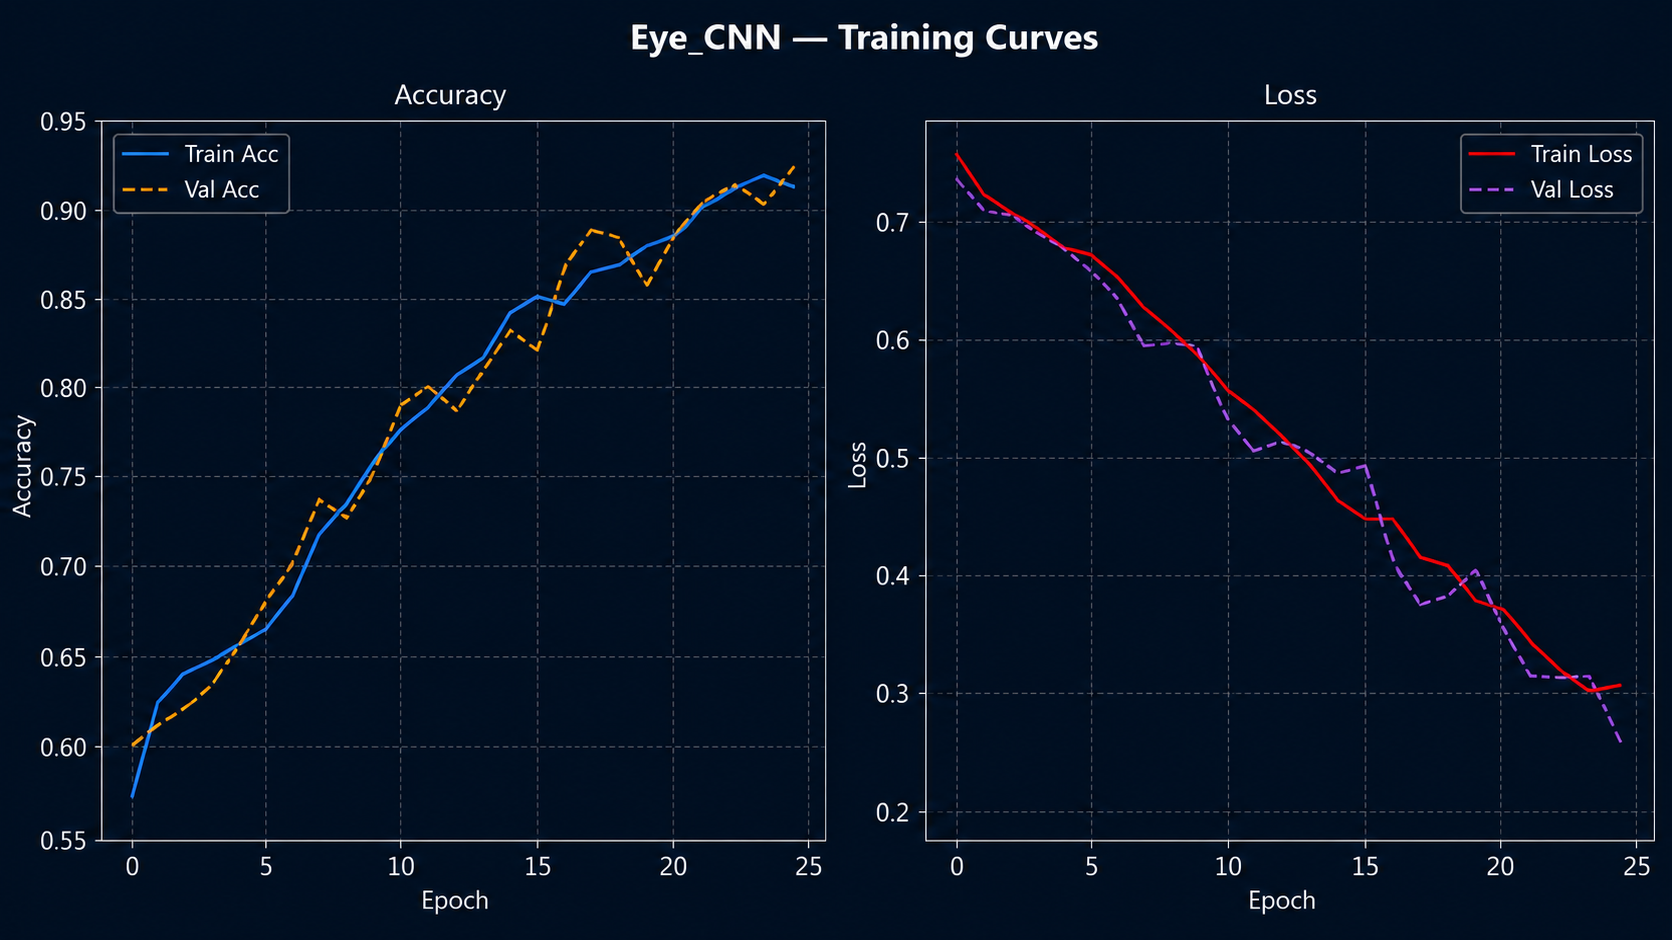 Eye_CNN — Training Curves
Accuracy
Train Acc
Val Acc
0.95
0.90
0.85
0.80
0.75
0.70
0.65
0.60
0.55
Accuracy
0 5 10 15 20 25
Epoch
Loss
Train Loss
Val Loss
0.7
0.6
0.5
0.4
0.3
0.2
Loss
0 5 10 15 20 25
Epoch